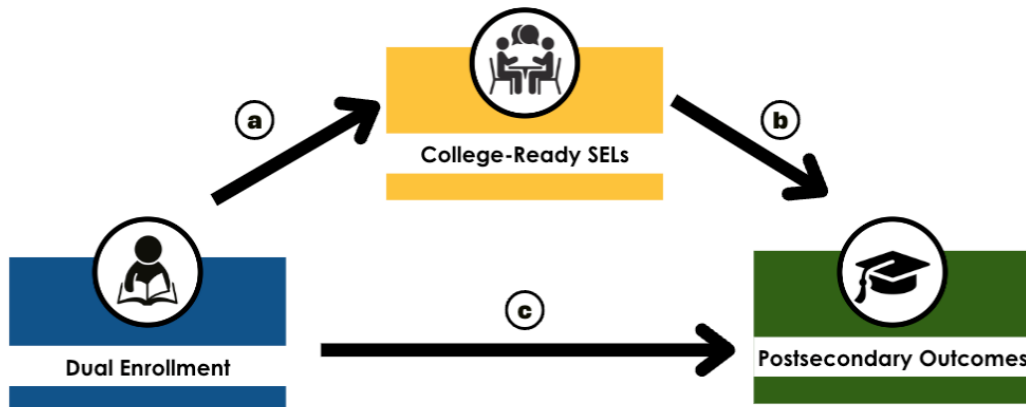 a
b
College-Ready SELs
c
Dual Enrollment
Postsecondary Outcomes